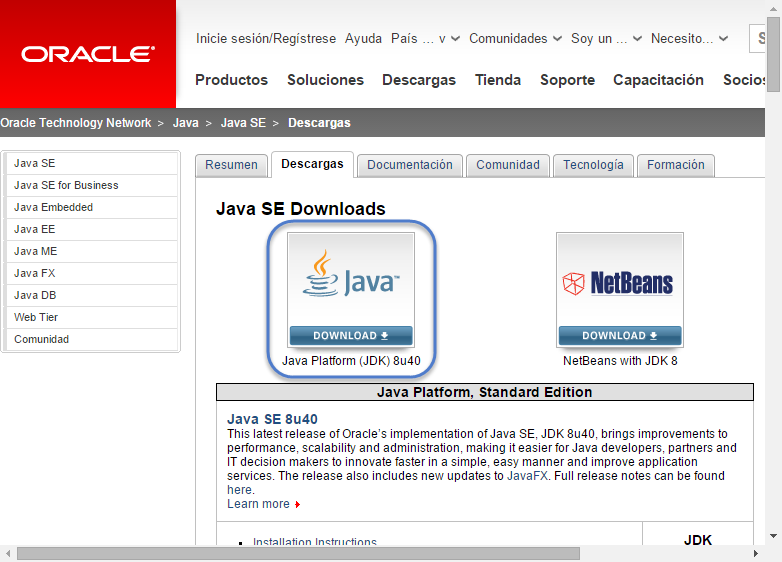 ORACLE
Inicie sesión/Regístrese Ayuda País ... v Comunidades Soy un ... Necesito...
Productos Soluciones Descargas Tienda Soporte Capacitación Socios
Oracle Technology Network > Java > Java SE > Descargas
Java SE
Java SE for Business
Java Embedded
Java EE
Java ME
Java FX
Java DB
Web Tier
Comunidad
Resumen Descargas Documentación Comunidad Tecnología Formación
Java SE Downloads
Java™
DOWNLOAD
Java Platform (JDK) 8u40
NetBeans
DOWNLOAD
NetBeans with JDK 8
Java Platform, Standard Edition
Java SE 8u40
This latest release of Oracle's implementation of Java SE, JDK 8u40, brings improvements to
performance, scalability and administration, making it easier for Java developers, partners and
IT decision makers to innovate faster in a simple, easy manner and improve application
services. The release also includes new updates to JavaFX. Full release notes can be found
here.
Learn more
Installation Instructions
JDK